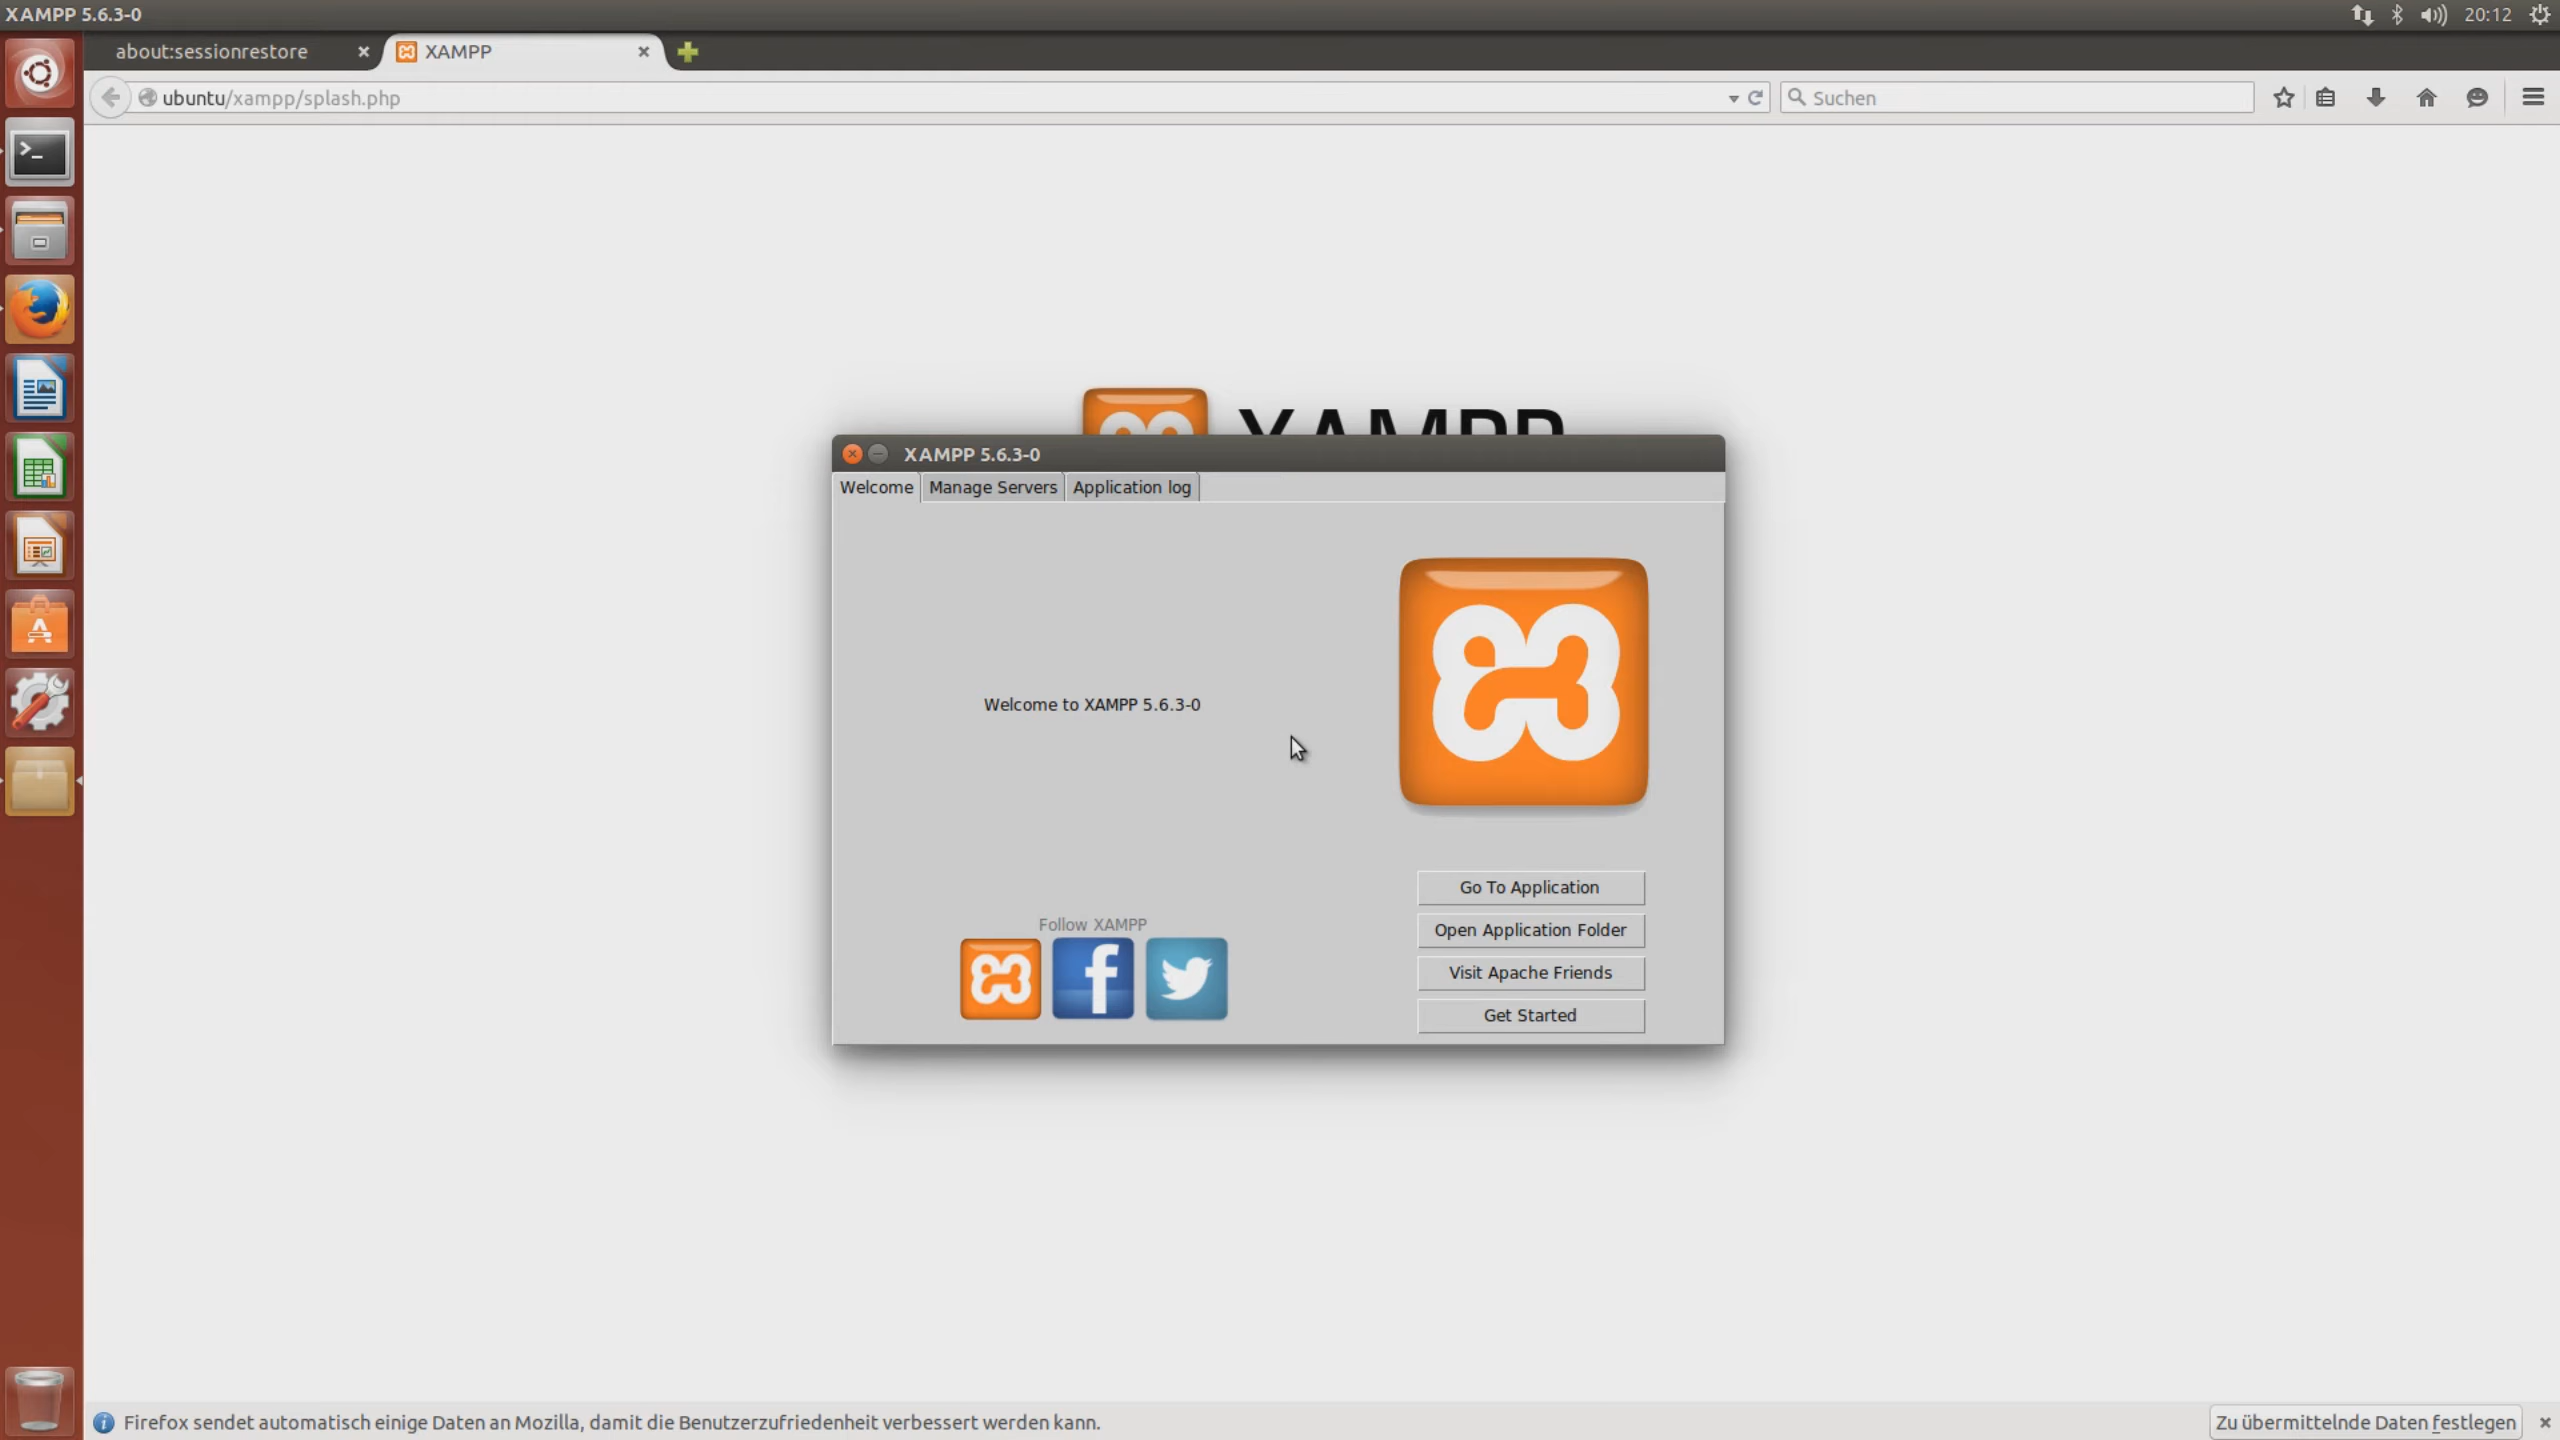 XAMPP 5.6.3-0
20:12
about:sessionrestore
XAMPP
ubuntu/xampp/splash.php
Suchen
XAMPP
XAMPP 5.6.3-0
Welcome
Manage Servers
Application log
Welcome to XAMPP 5.6.3-0
Go To Application
Follow XAMPP
Open Application Folder
Visit Apache Friends
Get Started
Firefox sendet automatisch einige Daten an Mozilla, damit die Benutzerzufriedenheit verbessert werden kann.
Zu übermittelnde Daten festlegen